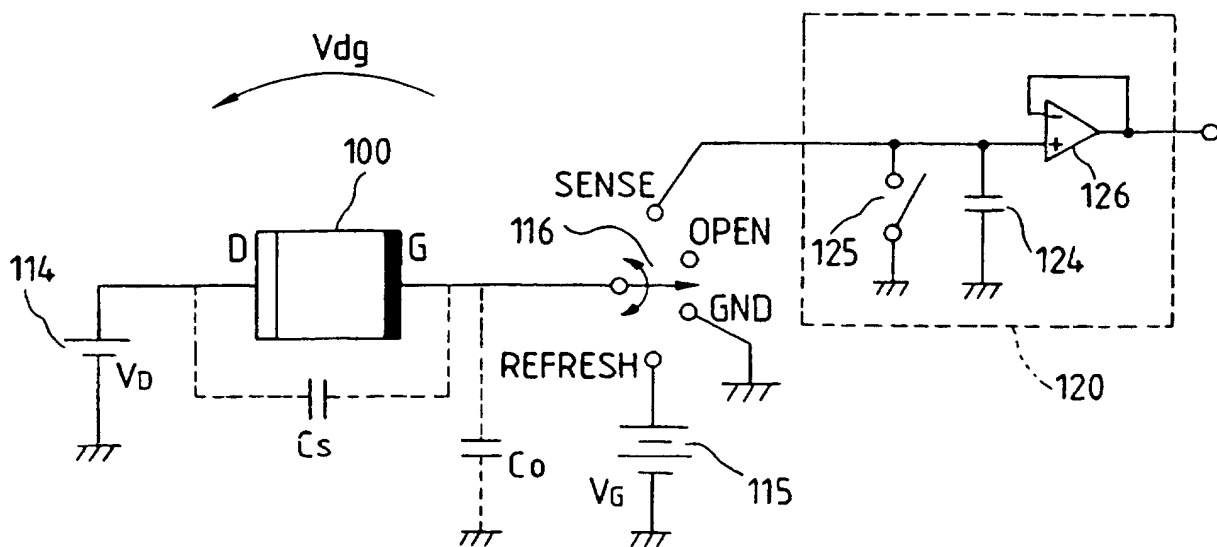 Vdg
100
D
G
114
VD
Cs
Co
116
SENSE
OPEN
GND
REFRESH
VG
115
125
124
-
+
126
120